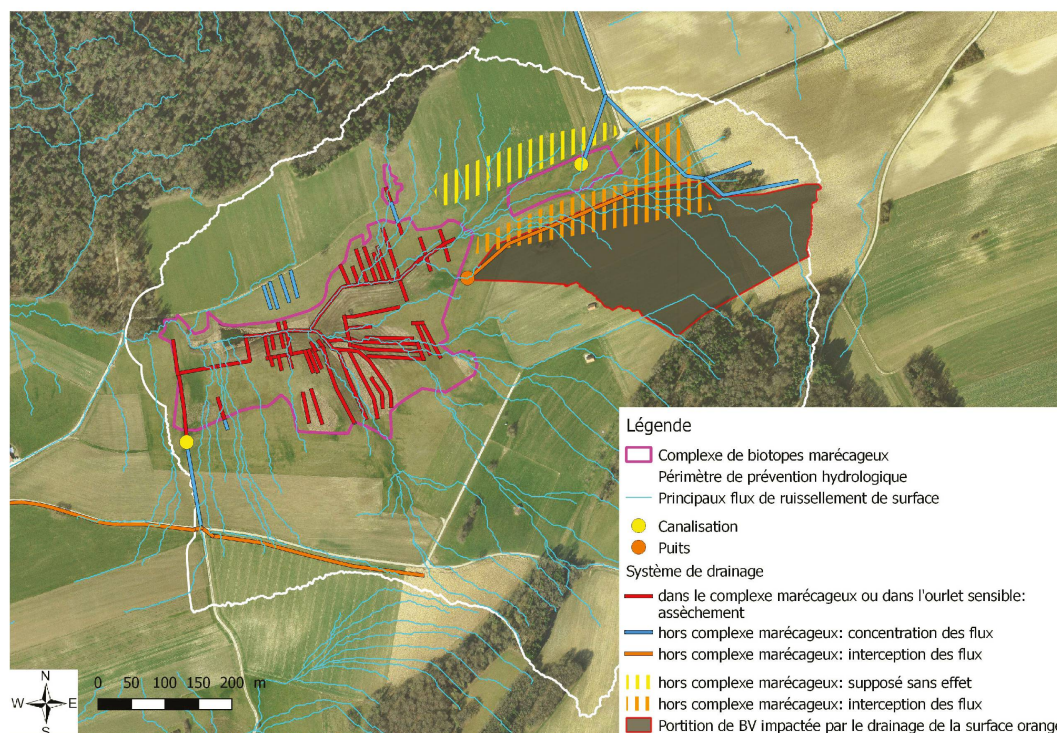 Légende
Complexe de biotopes marécageux
Périmètre de prévention hydrologique
Principaux flux de ruissellement de surface
Canalisation
Puits
Système de drainage
dans le complexe marécageux ou dans l'ourlet sensible:
assèchement
hors complexe marécageux: concentration des flux
hors complexe marécageux: interception des flux
hors complexe marécageux: supposé sans effet
hors complexe marécageux: interception des flux
Portition de BV impactée par le drainage de la surface orange
N
W E
S
0 50 100 150 200 m